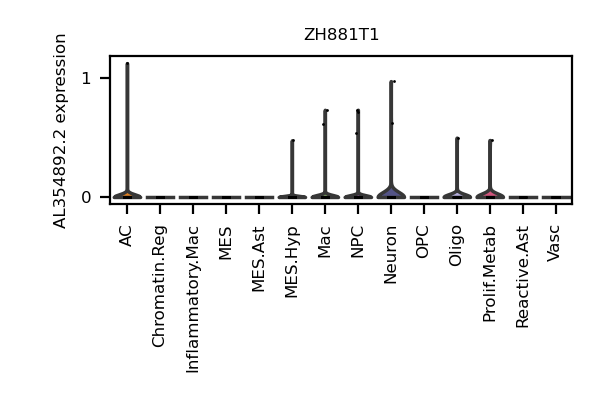 ZH881T1
AL354892.2 expression
1
0
AC
Chromatin.Reg
Inflammatory.Mac
MES
MES.Ast
MES.Hyp
Mac
NPC
Neuron
OPC
Oligo
Prolif.Metab
Reactive.Ast
Vasc